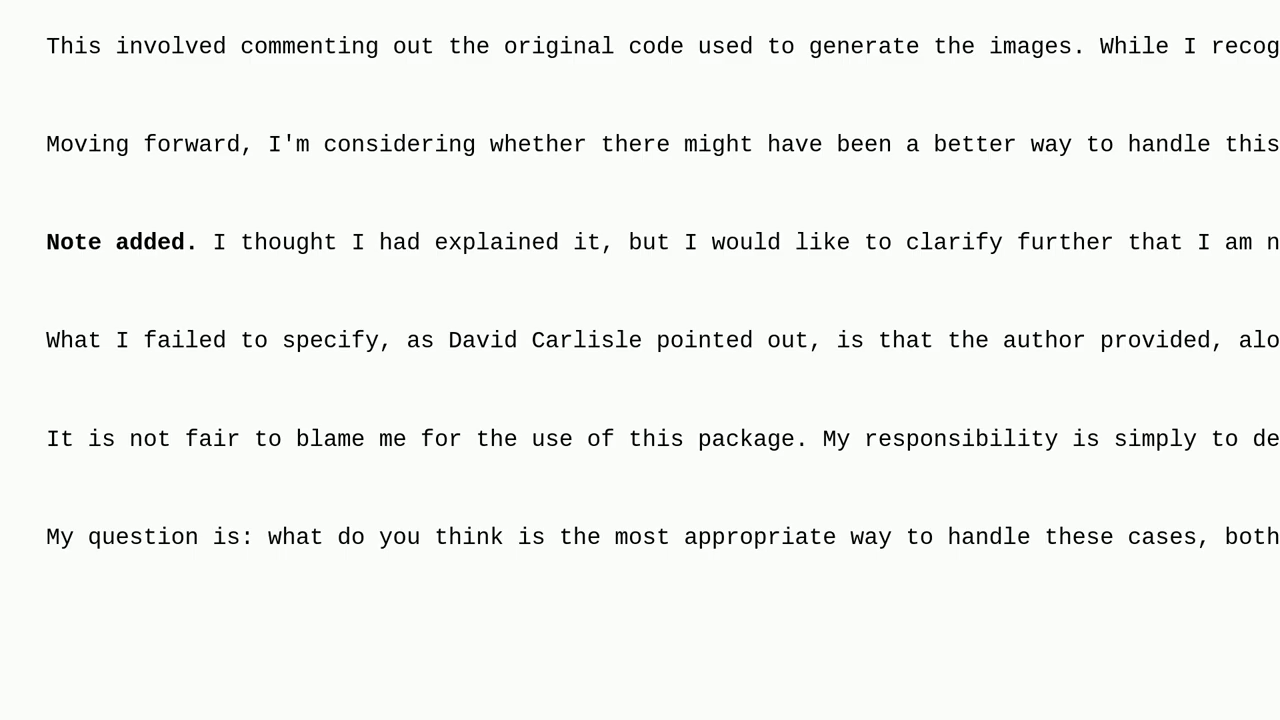 This involved commenting out the original code used to generate the images. While I recog
Moving forward, I'm considering whether there might have been a better way to handle this
Note added. I thought I had explained it, but I would like to clarify further that I am n
What I failed to specify, as David Carlisle pointed out, is that the author provided, alo
It is not fair to blame me for the use of this package. My responsibility is simply to de
My question is: what do you think is the most appropriate way to handle these cases, both